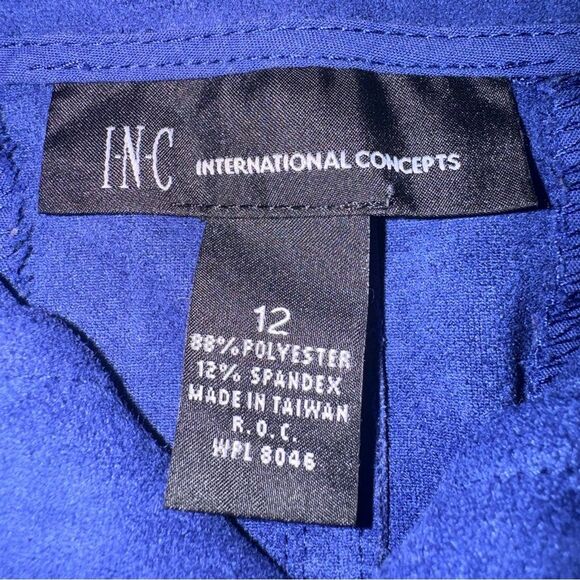 I·N·C INTERNATIONAL CONCEPTS
12
88% POLYESTER
12% SPANDEX
MADE IN TAIWAN
R.O.C.
WPL 8046